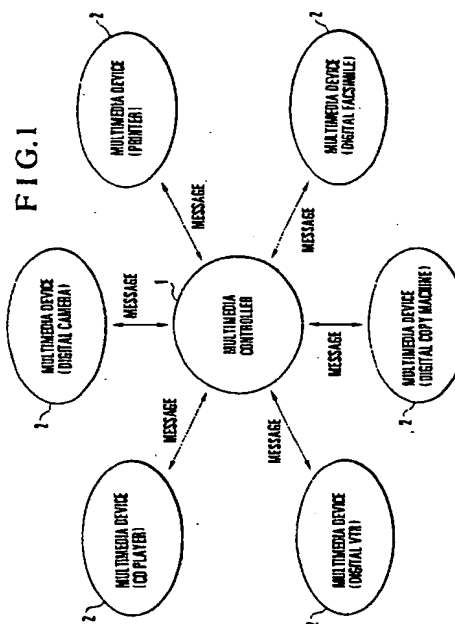 FIG.1
2
MULTIMEDIA DEVICE
(CD PLAYER)
2
MULTIMEDIA DEVICE
(DIGITAL CAMERA)
2
MULTIMEDIA DEVICE
(PRINTER)
MESSAGE
MESSAGE
MESSAGE
1
MULTIMEDIA
CONTROLLER
MESSAGE
MESSAGE
MESSAGE
2
MULTIMEDIA DEVICE
(DIGITAL VTR)
2
MULTIMEDIA DEVICE
(DIGITAL COPY MACHINE)
2
MULTIMEDIA DEVICE
(DIGITAL FACSIMILE)